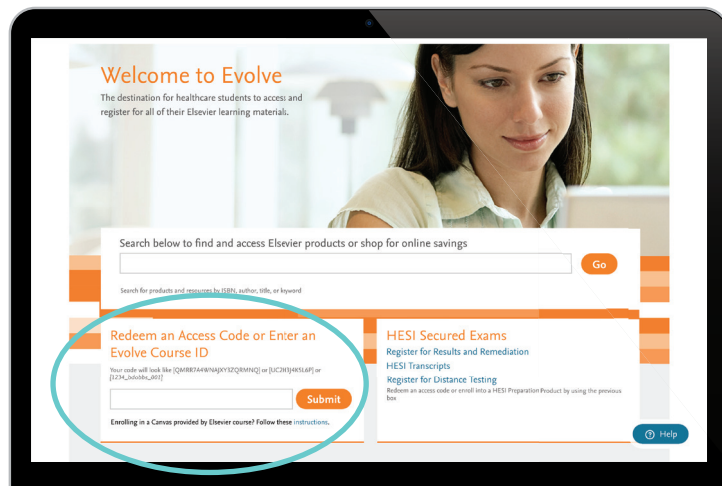 Welcome to Evolve
The destination for healthcare students to access and
register for all of their Elsevier learning materials.
Search below to find and access Elsevier products or shop for online savings
Go
Search for products and resources by ISBN, author, title, or kyword
Redeem an Access Code or Enter an
Evolve Course ID
Your code will look like [QMRR7449/NAJXY3ZQRMNQ] or [UC2H3J4K5L6P] or
[1234_bdobbs_001]
Submit
Enrolling in a Canvas provided by Elsevier course? Follow these instructions.
HESI Secured Exams
Register for Results and Remediation
HESI Transcripts
Register for Distance Testing
Redeem an access code or enroll into a HESI Preparation Product by using the previous
box
Help